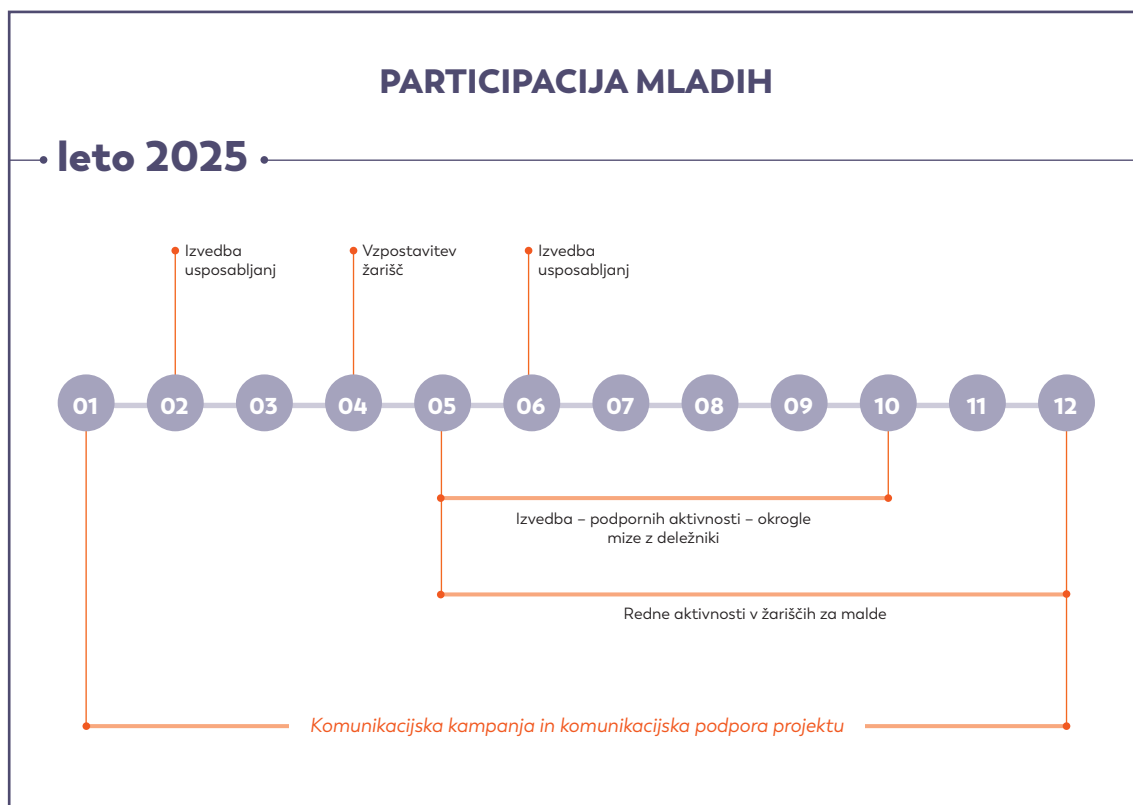 PARTICIPACIJA MLADIH
leto 2025
Izvedba
usposabljanj
Vzpostavitev
žarišč
Izvedba
usposabljanj
01 02 03 04 05 06 07 08 09 10 11 12
Izvedba – podpornih aktivnosti – okrogle
mize z deležniki
Redne aktivnosti v žariščih za malde
Komunikacijska kampanja in komunikacijska podpora projektu